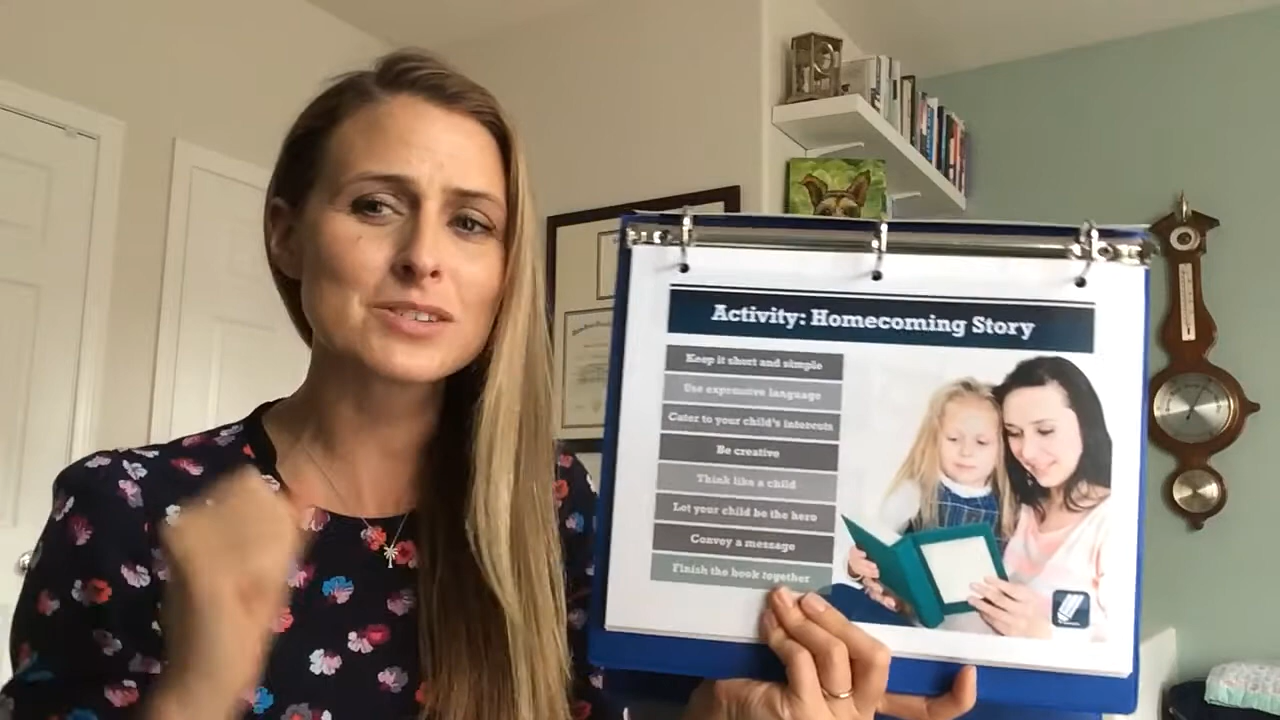 Activity: Homecoming Story
Keep it short and simple
Use expressive language
Cater to your child's interests
Be creative
Think like a child
Let your child be the hero
Convey a message
Finish the book together